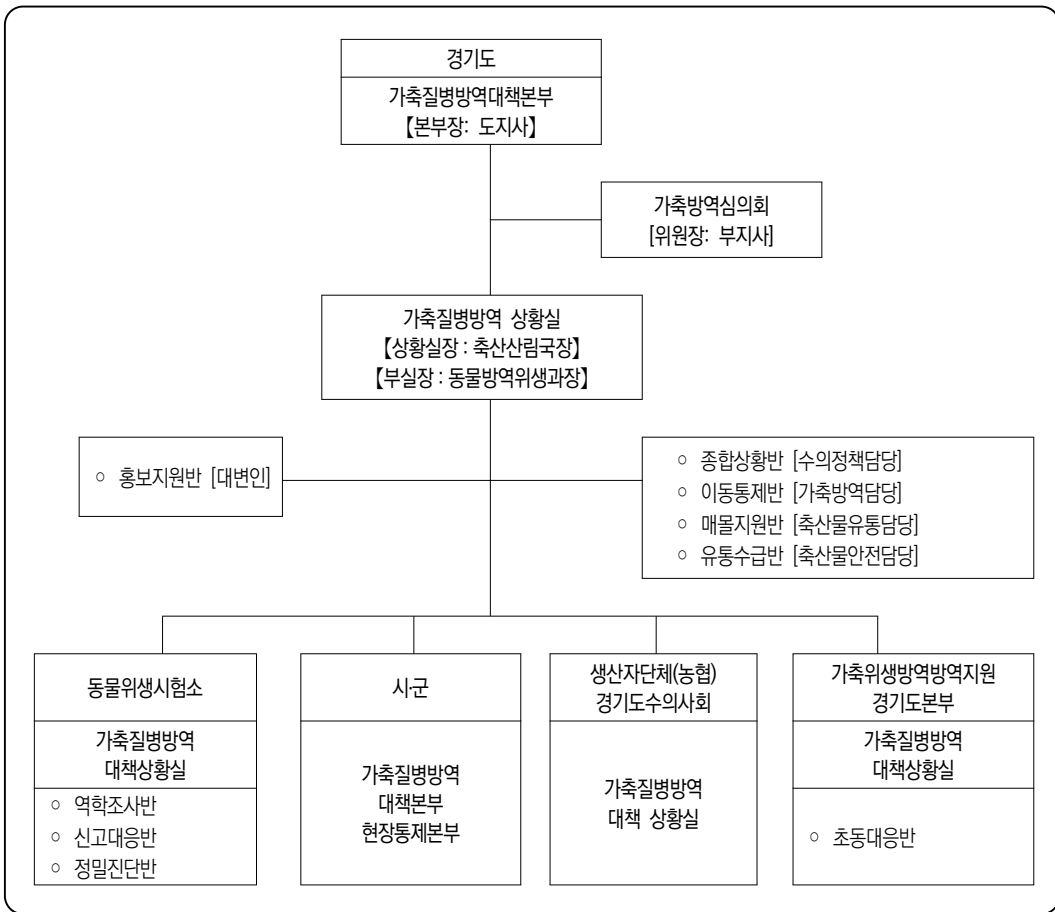 경기도
가축질병방역대책본부
【본부장: 도지사】
가축방역심의회
[위원장: 부지사]
가축질병방역 상황실
【상황실장 : 축산산림국장】
【부실장 : 동물방역위생과장】
○ 홍보지원반 [대변인]
○ 종합상황반 [수의정책담당]
○ 이동통제반 [가축방역담당]
○ 매몰지원반 [축산물유통담당]
○ 유통수급반 [축산물안전담당]
동물위생시험소
가축질병방역
대책상황실
○ 역학조사반
○ 신고대응반
○ 정밀진단반
시·군
가축질병방역
대책본부
현장통제본부
생산자단체(농협)
경기도수의사회
가축질병방역
대책 상황실
가축위생방역방역지원
경기도본부
가축질병방역
대책상황실
○ 초동대응반